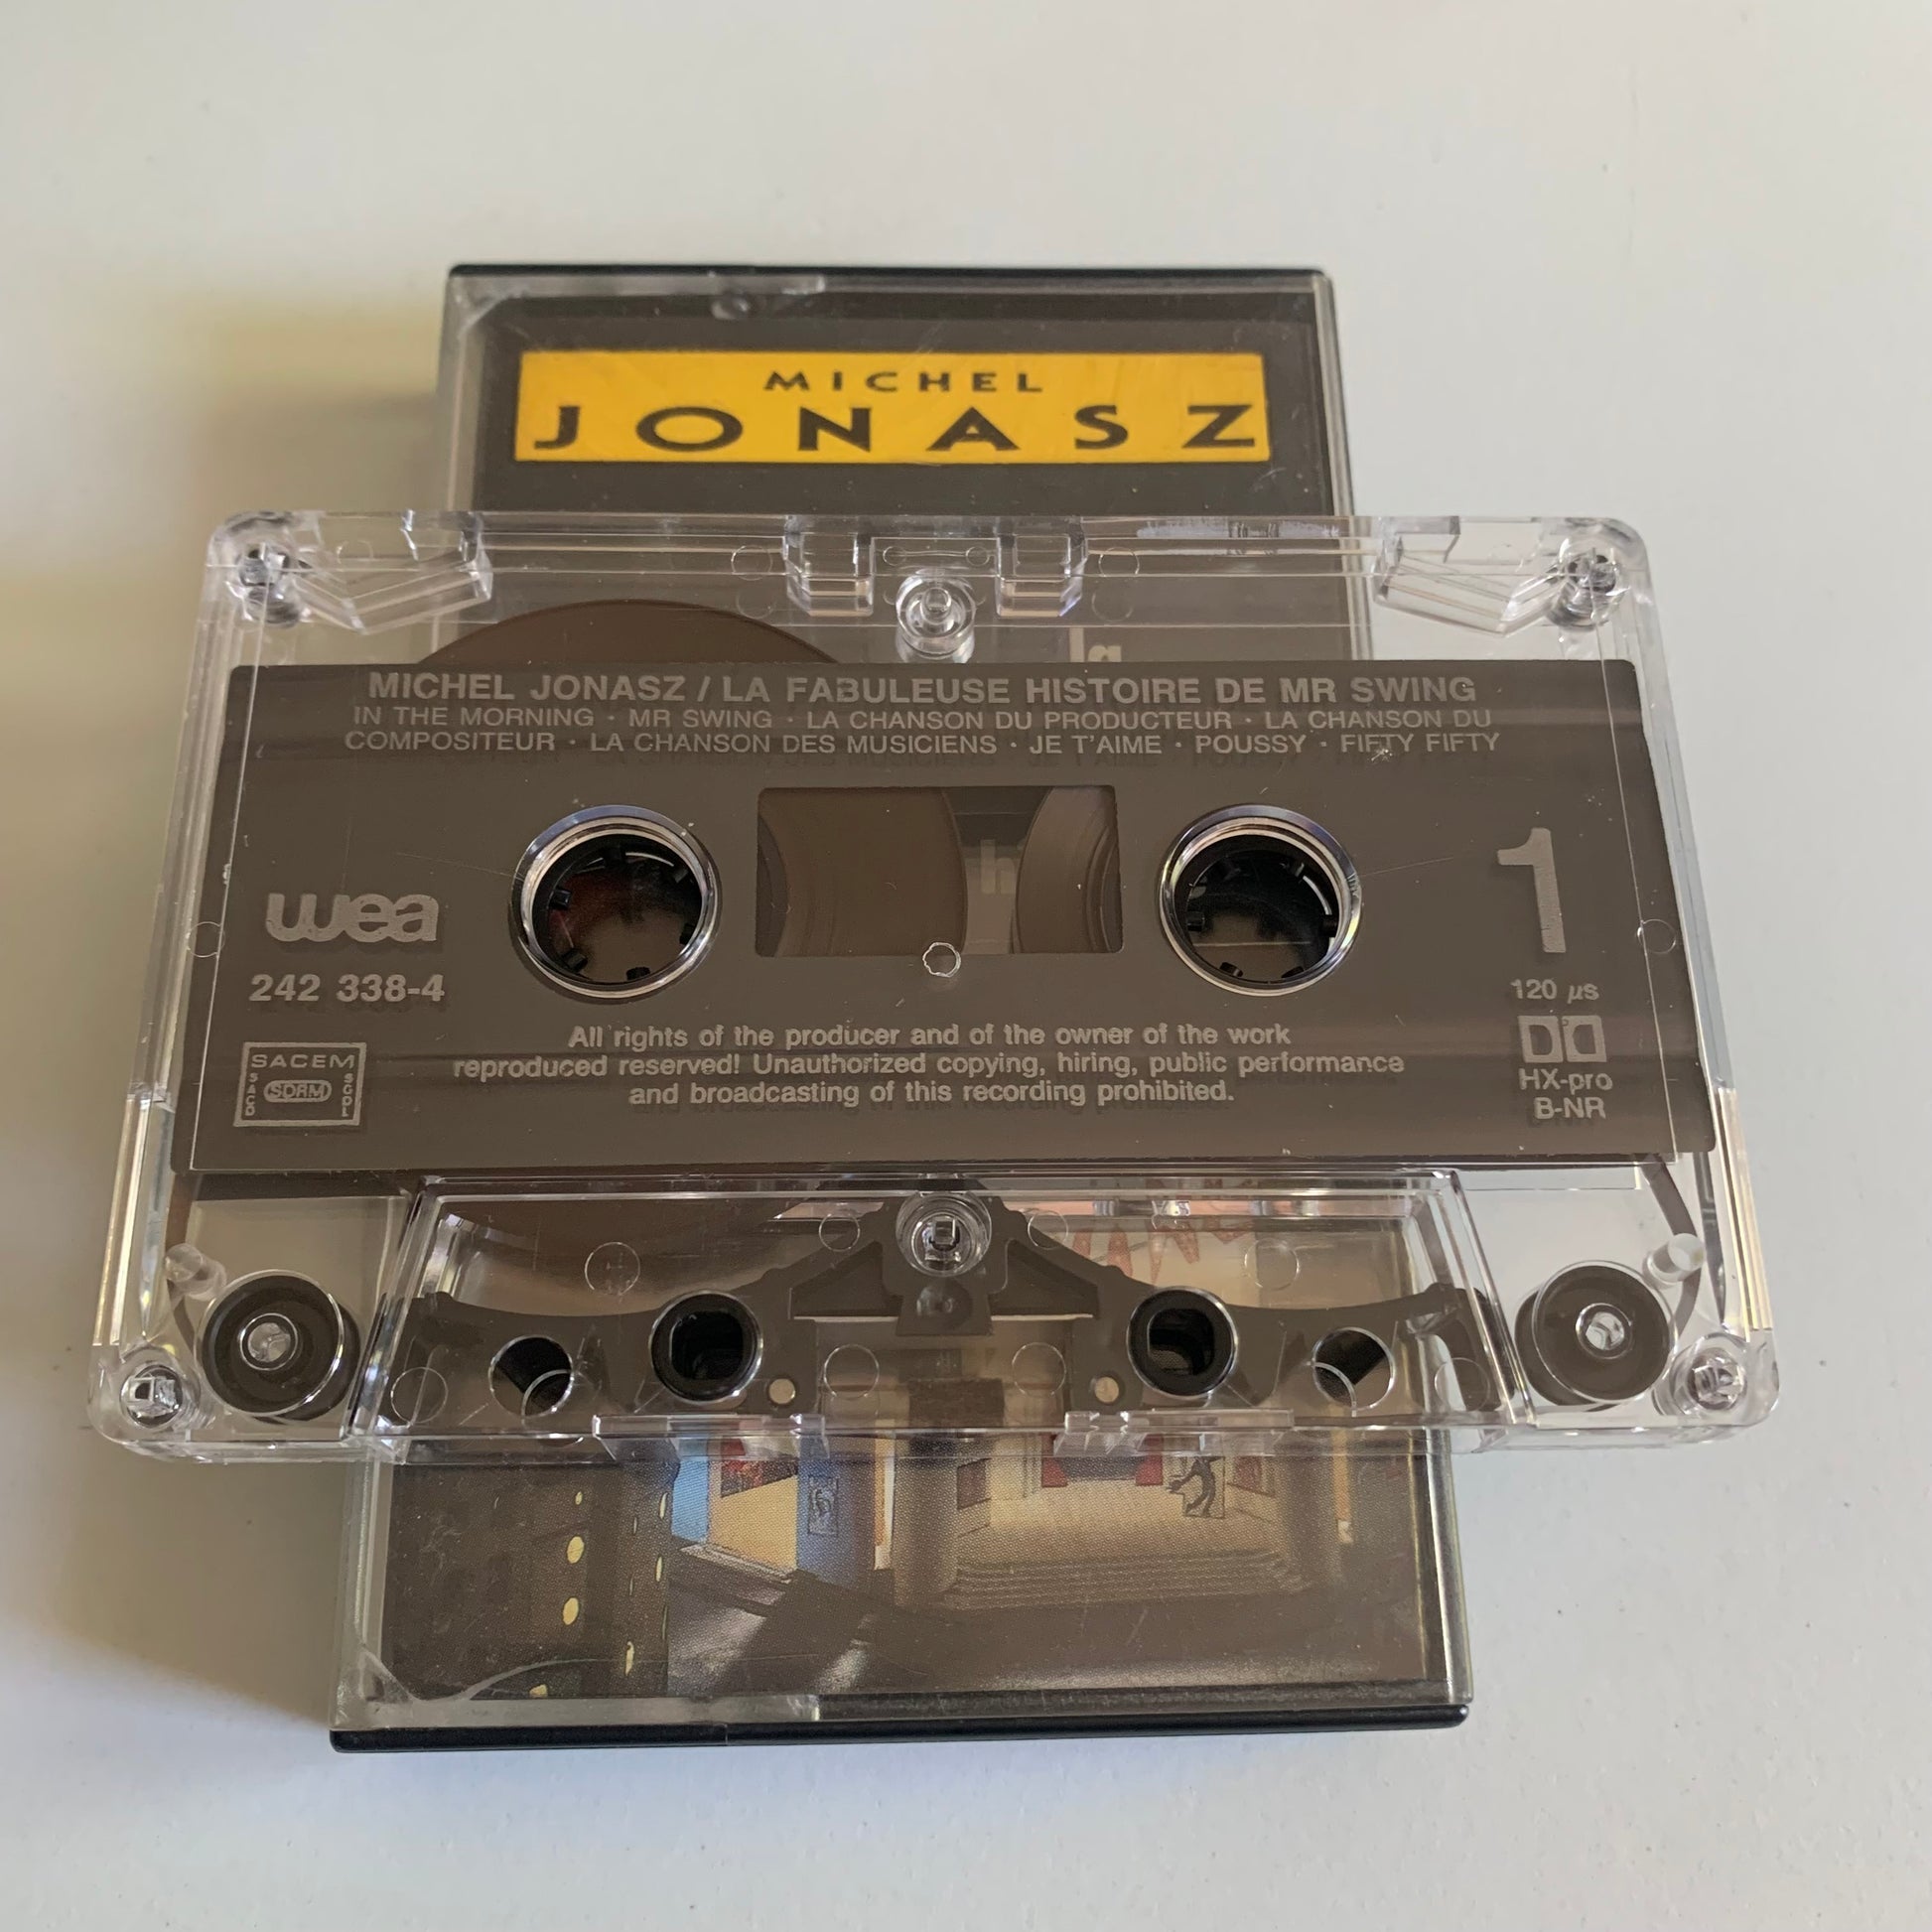 MICHEL
JONASZ
la
MICHEL JONASZ / LA FABULEUSE HISTOIRE DE MR SWING
IN THE MORNING · MR SWING · LA CHANSON DU PRODUCTEUR · LA CHANSON DU
COMPOSITEUR · LA CHANSON DES MUSICIENS · JE T'AIME · POUSSY · FIFTY FIFTY
h
1
wea
242 338-4
120 µs
All rights of the producer and of the owner of the work
reproduced reserved! Unauthorized copying, hiring, public performance
and broadcasting of this recording prohibited.
SACEM
SACD
SDRM
SGDL
HX-pro
B-NR